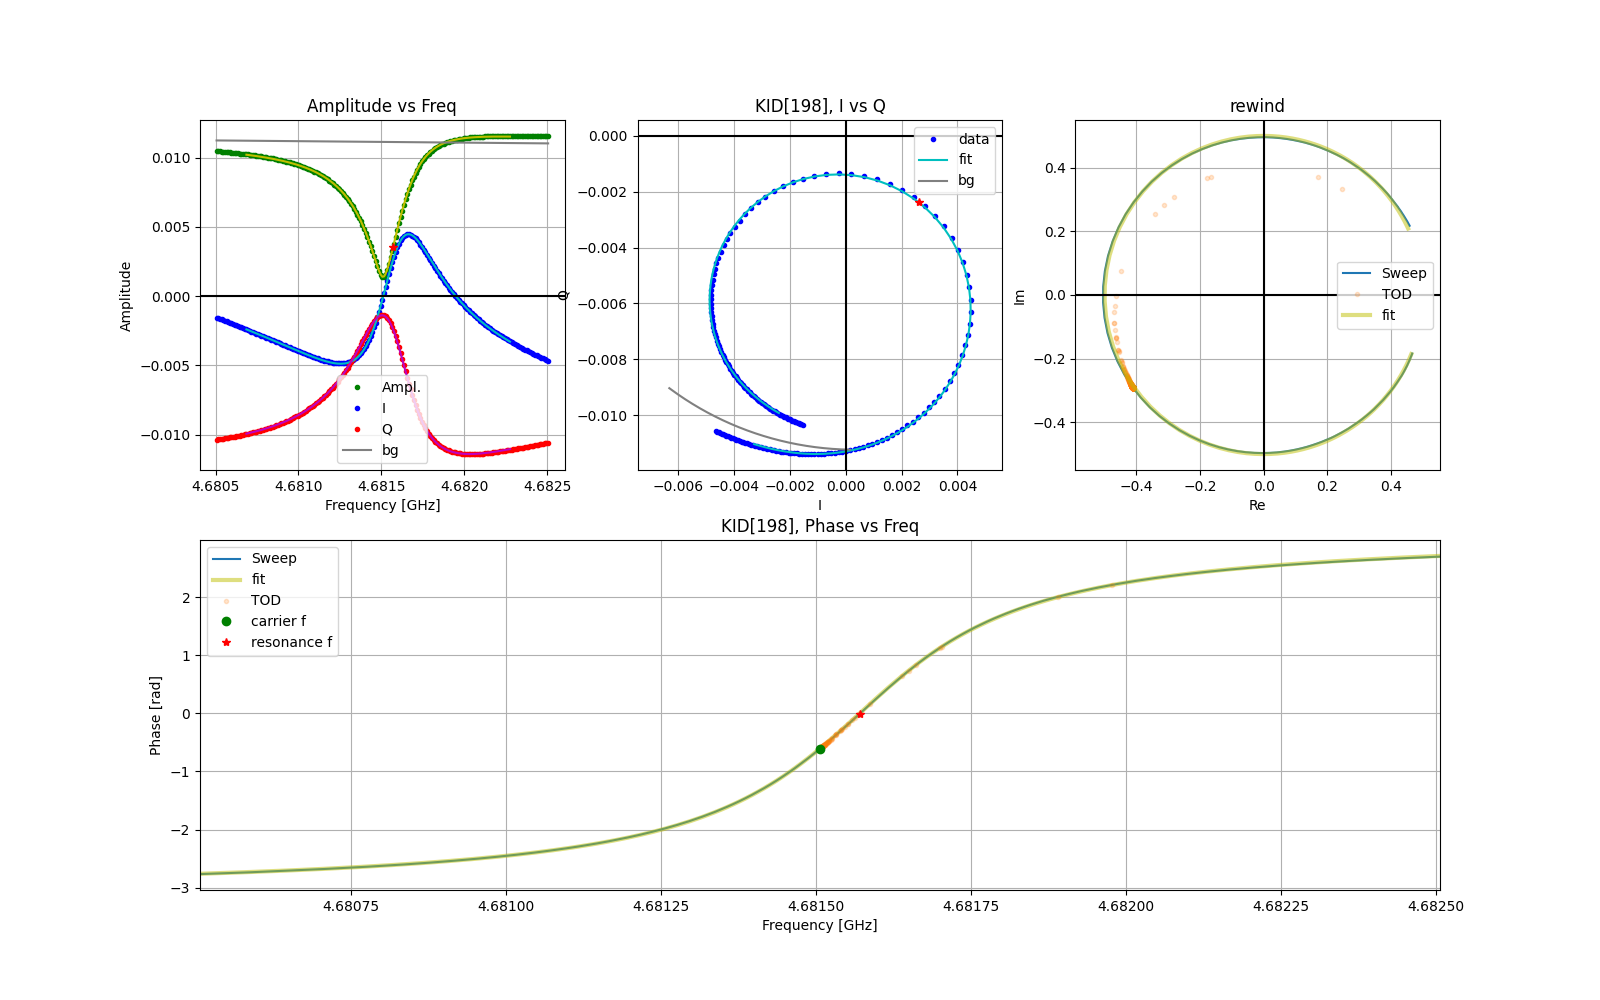 Amplitude vs Freq
Amplitude
0.010
0.005
0.000
−0.005
−0.010
Ampl.
I
Q
bg
4.6805 4.6810 4.6815 4.6820 4.6825
Frequency [GHz]
KID[198], I vs Q
Q
0.000
−0.002
−0.004
−0.006
−0.008
−0.010
data
fit
bg
−0.006 −0.004 −0.002 0.000 0.002 0.004
I
rewind
Im
0.4
0.2
0.0
−0.2
−0.4
Sweep
TOD
fit
−0.4 −0.2 0.0 0.2 0.4
Re
KID[198], Phase vs Freq
Phase [rad]
2
1
0
−1
−2
−3
Sweep
fit
TOD
carrier f
resonance f
4.68075 4.68100 4.68125 4.68150 4.68175 4.68200 4.68225 4.68250
Frequency [GHz]